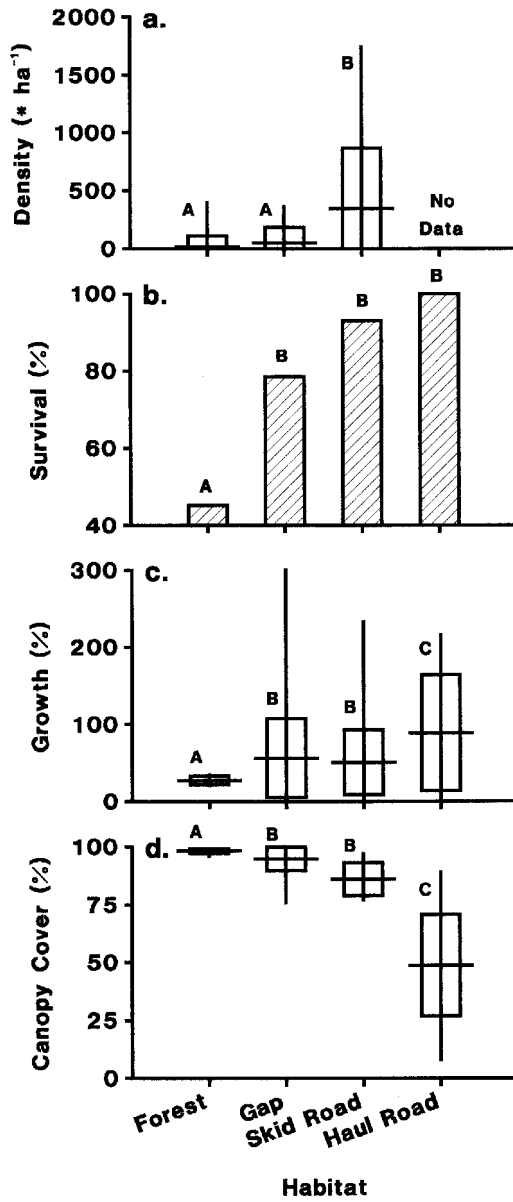 a.
Density (* ha⁻¹)
2000
1500
1000
500
0
A
A
B
No
Data
b.
Survival (%)
100
80
60
40
A
B
B
B
c.
Growth (%)
300
200
100
0
A
B
B
C
d.
Canopy Cover (%)
100
75
50
25
0
A
B
B
C
Forest
Gap
Skid Road
Haul Road
Habitat